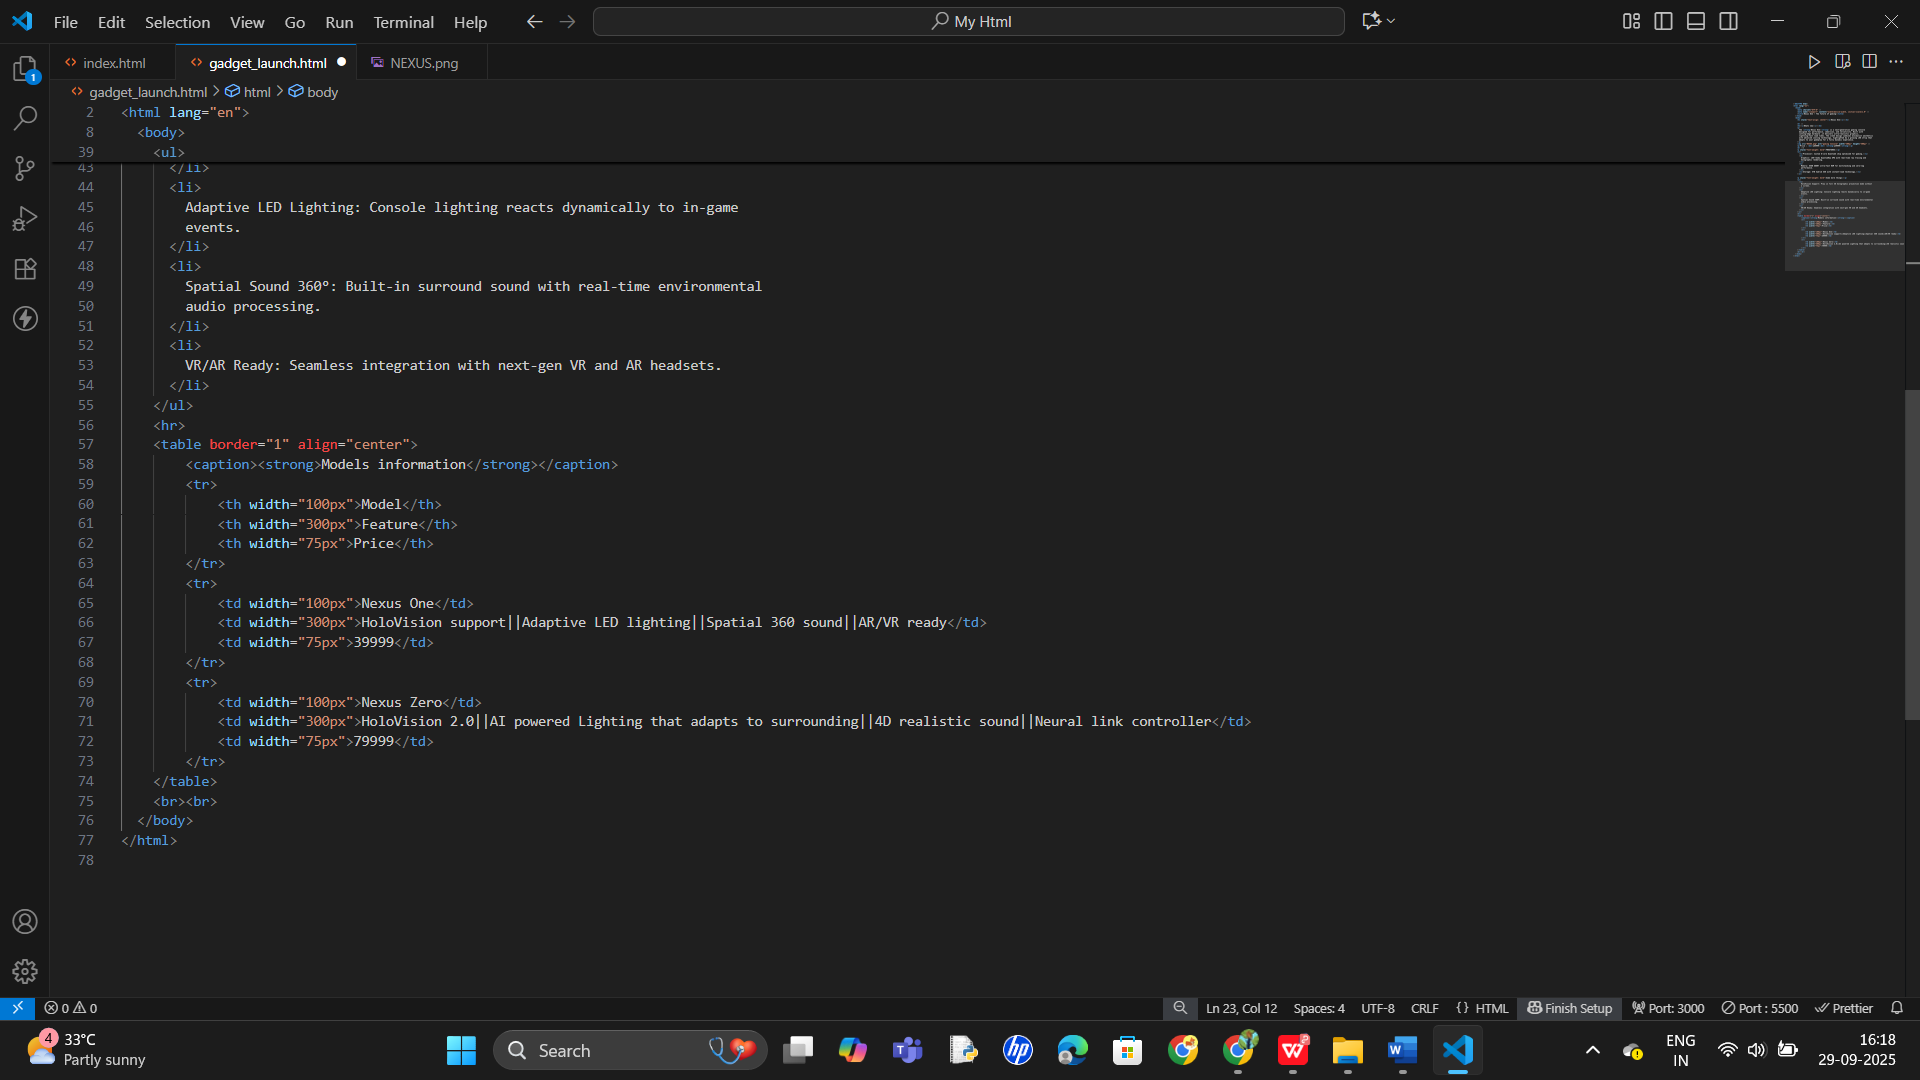 File Edit Selection View Go Run Terminal Help
My Html
index.html
gadget_launch.html
NEXUS.png
1
gadget_launch.html > html > body
2 <html lang="en">
8 <body>
39 <ul>
43 </li>
44 <li>
45 Adaptive LED Lighting: Console lighting reacts dynamically to in-game
46 events.
47 </li>
48 <li>
49 Spatial Sound 360°: Built-in surround sound with real-time environmental
50 audio processing.
51 </li>
52 <li>
53 VR/AR Ready: Seamless integration with next-gen VR and AR headsets.
54 </li>
55 </ul>
56 <hr>
57 <table border="1" align="center">
58 <caption><strong>Models information</strong></caption>
59 <tr>
60 <th width="100px">Model</th>
61 <th width="300px">Feature</th>
62 <th width="75px">Price</th>
63 </tr>
64 <tr>
65 <td width="100px">Nexus One</td>
66 <td width="300px">HoloVision support||Adaptive LED lighting||Spatial 360 sound||AR/VR ready</td>
67 <td width="75px">39999</td>
68 </tr>
69 <tr>
70 <td width="100px">Nexus Zero</td>
71 <td width="300px">HoloVision 2.0||AI powered Lighting that adapts to surrounding||4D realistic sound||Neural link controller</td>
72 <td width="75px">79999</td>
73 </tr>
74 </table>
75 <br><br>
76 </body>
77 </html>
78
0 0
Ln 23, Col 12 Spaces: 4 UTF-8 CRLF {} HTML Finish Setup Port: 3000 Port : 5500 Prettier
4
33°C
Partly sunny
Search
ENG
IN
16:18
29-09-2025